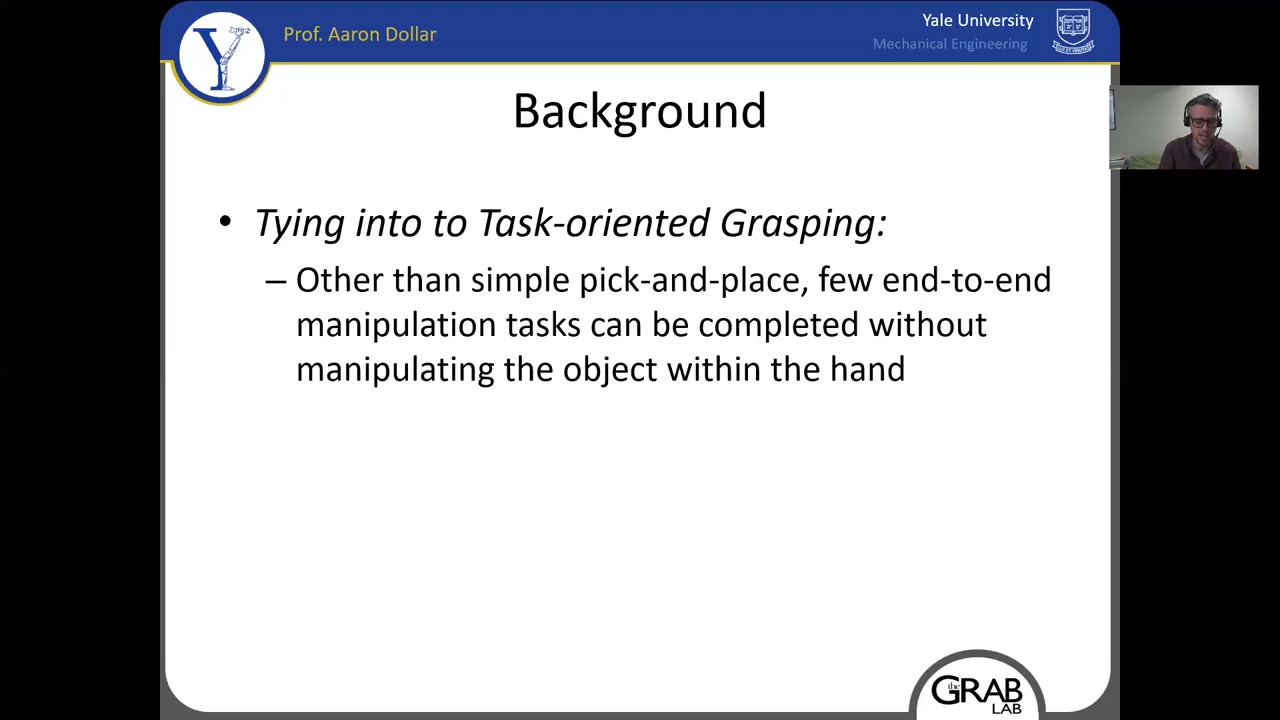 Prof. Aaron Dollar
Yale University
Mechanical Engineering
Y
Background
• Tying into to Task-oriented Grasping:
– Other than simple pick-and-place, few end-to-end
manipulation tasks can be completed without
manipulating the object within the hand
the GRAB
LAB